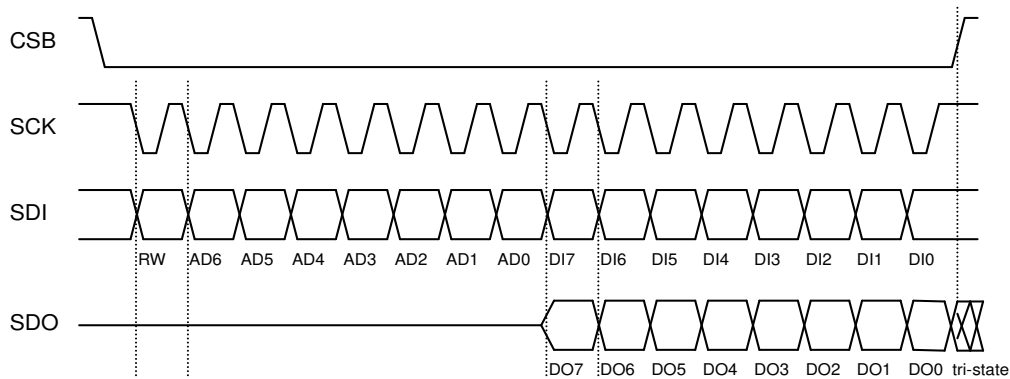 CSB
SCK
SDI
RW AD6 AD5 AD4 AD3 AD2 AD1 AD0 DI7 DI6 DI5 DI4 DI3 DI2 DI1 DI0
SDO
DO7 DO6 DO5 DO4 DO3 DO2 DO1 DO0 tri-state